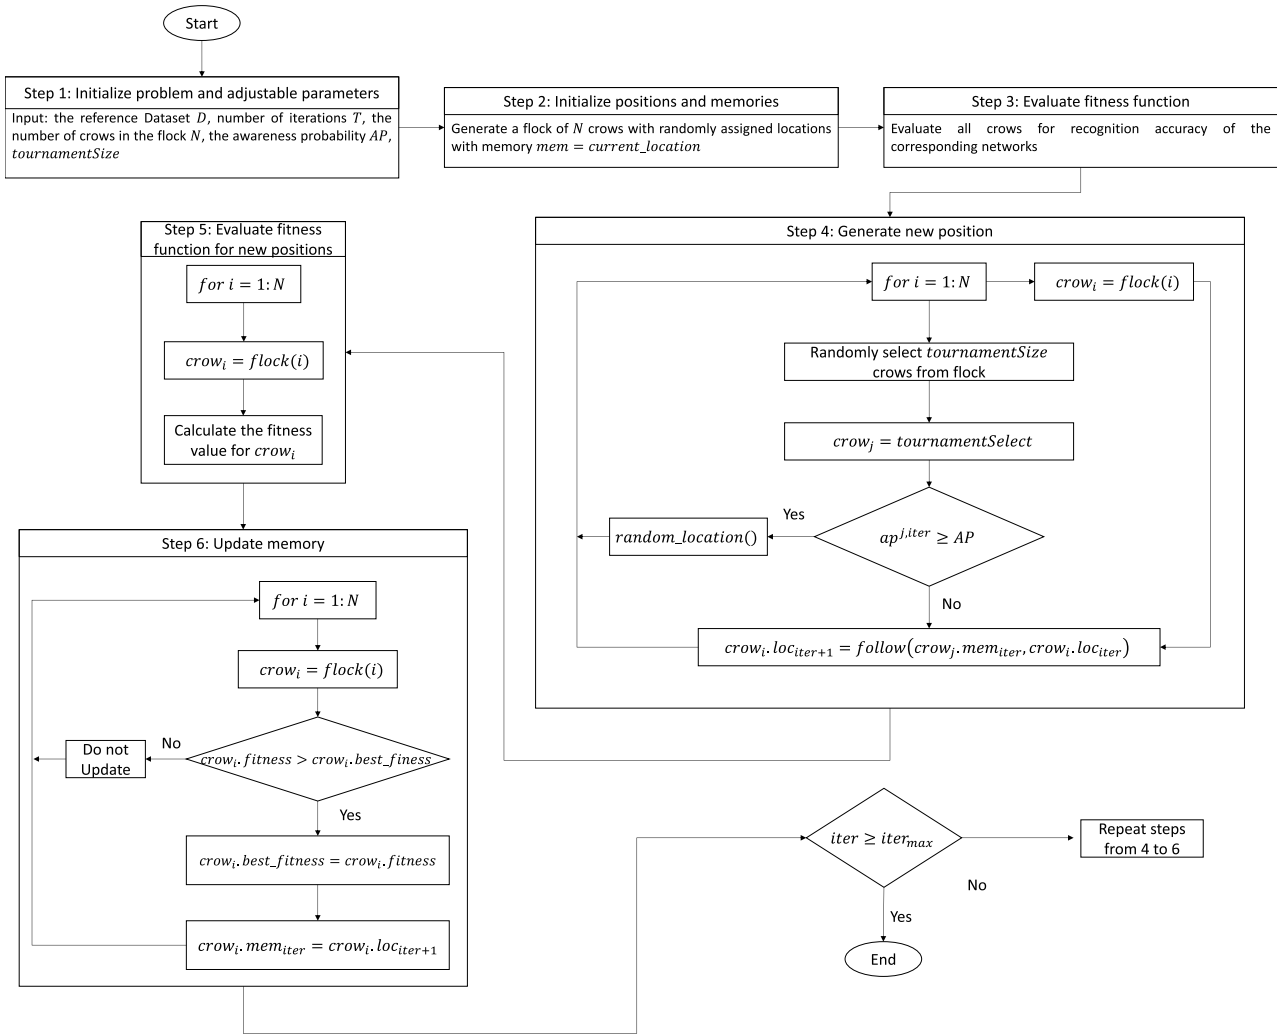 Start
Step 1: Initialize problem and adjustable parameters
Input: the reference Dataset D, number of iterations T, the
number of crows in the flock N, the awareness probability AP,
tournamentSize
Step 2: Initialize positions and memories
Generate a flock of N crows with randomly assigned locations
with memory mem = current_location
Step 3: Evaluate fitness function
Evaluate all crows for recognition accuracy of the
corresponding networks
Step 4: Generate new position
for i = 1: N
crow_i = flock(i)
Randomly select tournamentSize
crows from flock
crow_j = tournamentSelect
ap^{j,iter} ≥ AP
Yes
random_location()
No
crow_i.loc_{iter+1} = follow(crow_j.mem_{iter}, crow_i.loc_{iter})
Step 5: Evaluate fitness
function for new positions
for i = 1: N
crow_i = flock(i)
Calculate the fitness
value for crow_i
Step 6: Update memory
for i = 1: N
crow_i = flock(i)
crow_i.fitness > crow_i.best_finess
No
Do not
Update
Yes
crow_i.best_fitness = crow_i.fitness
crow_i.mem_{iter} = crow_i.loc_{iter+1}
iter ≥ iter_{max}
No
Repeat steps
from 4 to 6
Yes
End